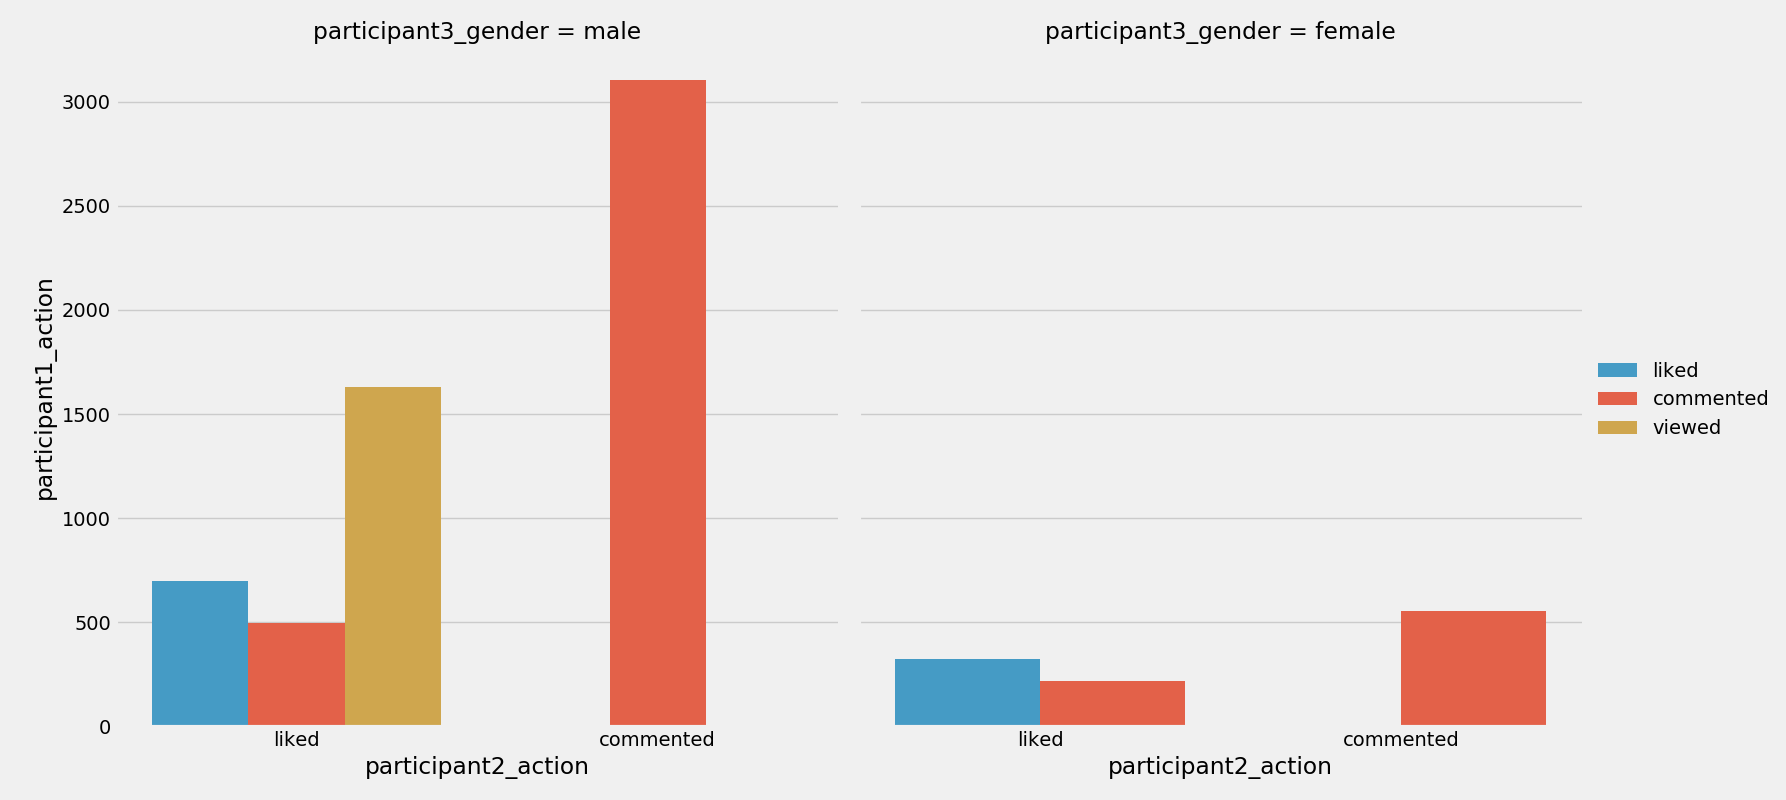 participant3_gender = male
participant3_gender = female
participant1_action
3000
2500
2000
1500
1000
500
0
liked
commented
participant2_action
liked
commented
participant2_action
liked
commented
viewed